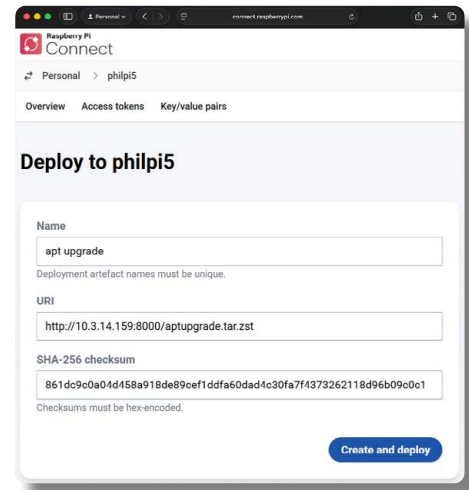 Personal
connect.raspberrypi.com
Raspberry Pi
Connect
Personal > philpi5
Overview Access tokens Key/value pairs
Deploy to philpi5
Name
apt upgrade
Deployment artefact names must be unique.
URI
http://10.3.14.159:8000/aptupgrade.tar.zst
SHA-256 checksum
861dc9c0a04d458a918de89cef1ddfa60dad4c30fa7f4373262118d96b09c0c1
Checksums must be hex-encoded.
Create and deploy